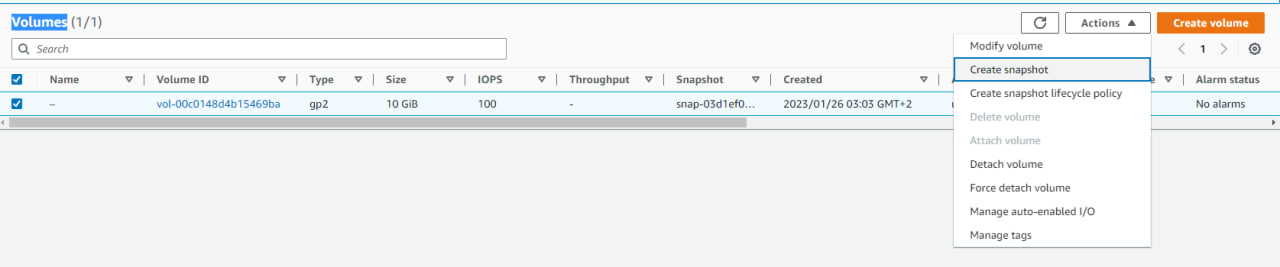 Volumes (1/1)
Actions
Create volume
Search
1
Name
Volume ID
Type
Size
IOPS
Throughput
Snapshot
Created
Alarm status
–
vol-00c0148d4b15469ba
gp2
10 GiB
100
-
snap-03d1ef0...
2023/01/26 03:03 GMT+2
No alarms
Modify volume
Create snapshot
Create snapshot lifecycle policy
Delete volume
Attach volume
Detach volume
Force detach volume
Manage auto-enabled I/O
Manage tags